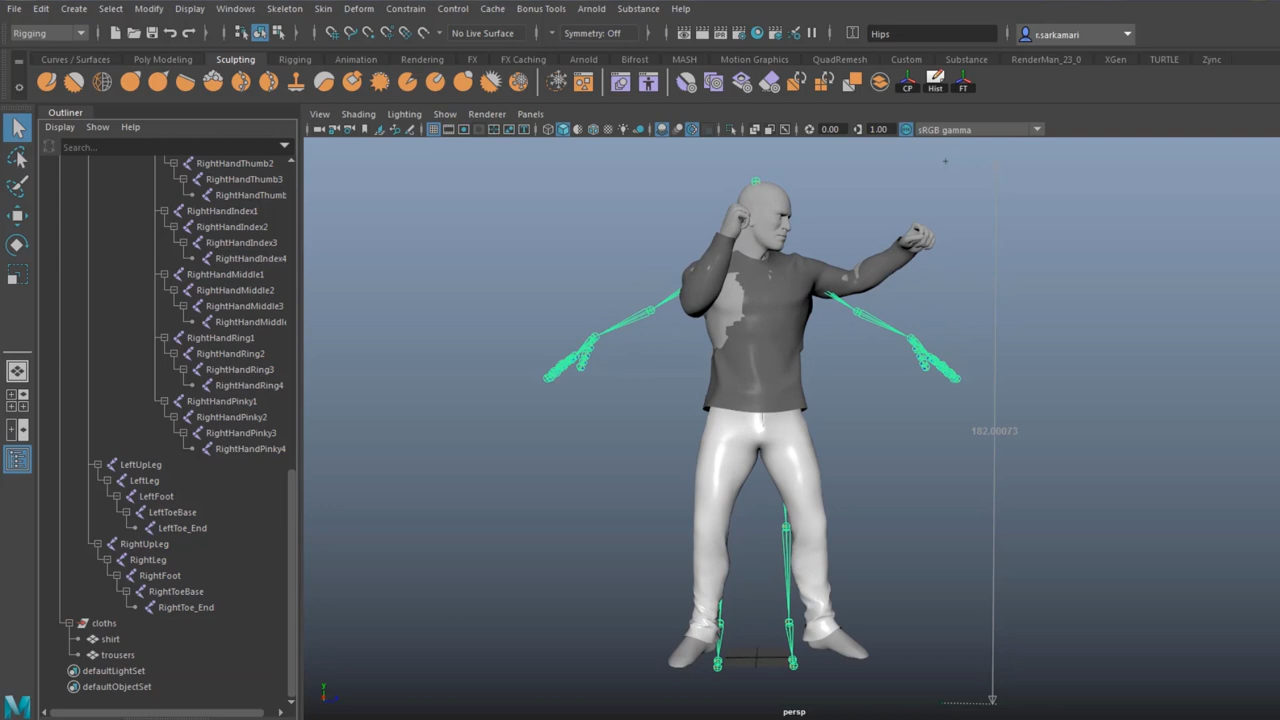 File Edit Create Select Modify Display Windows Skeleton Skin Deform Constrain Control Cache Bonus Tools Arnold Substance Help
Rigging No Live Surface Symmetry: Off Hips r.sarkamari
Curves / Surfaces Poly Modeling Sculpting Rigging Animation Rendering FX FX Caching Arnold Bifrost MASH Motion Graphics QuadRemesh Custom Substance RenderMan_23_0 XGen TURTLE Zync
CP Hist FT
Outliner
View Shading Lighting Show Renderer Panels
Display Show Help
0.00 1.00 sRGB gamma
Search...
RightHandThumb2
RightHandThumb3
RightHandThumb
RightHandIndex1
RightHandIndex2
RightHandIndex3
RightHandIndex4
RightHandMiddle1
RightHandMiddle2
RightHandMiddle3
RightHandMiddl
RightHandRing1
RightHandRing2
RightHandRing3
RightHandRing4
RightHandPinky1
RightHandPinky2
RightHandPinky3
RightHandPinky4
182.00073
LeftUpLeg
LeftLeg
LeftFoot
LeftToeBase
LeftToe_End
RightUpLeg
RightLeg
RightFoot
RightToeBase
RightToe_End
cloths
shirt
trousers
defaultLightSet
defaultObjectSet
y
persp